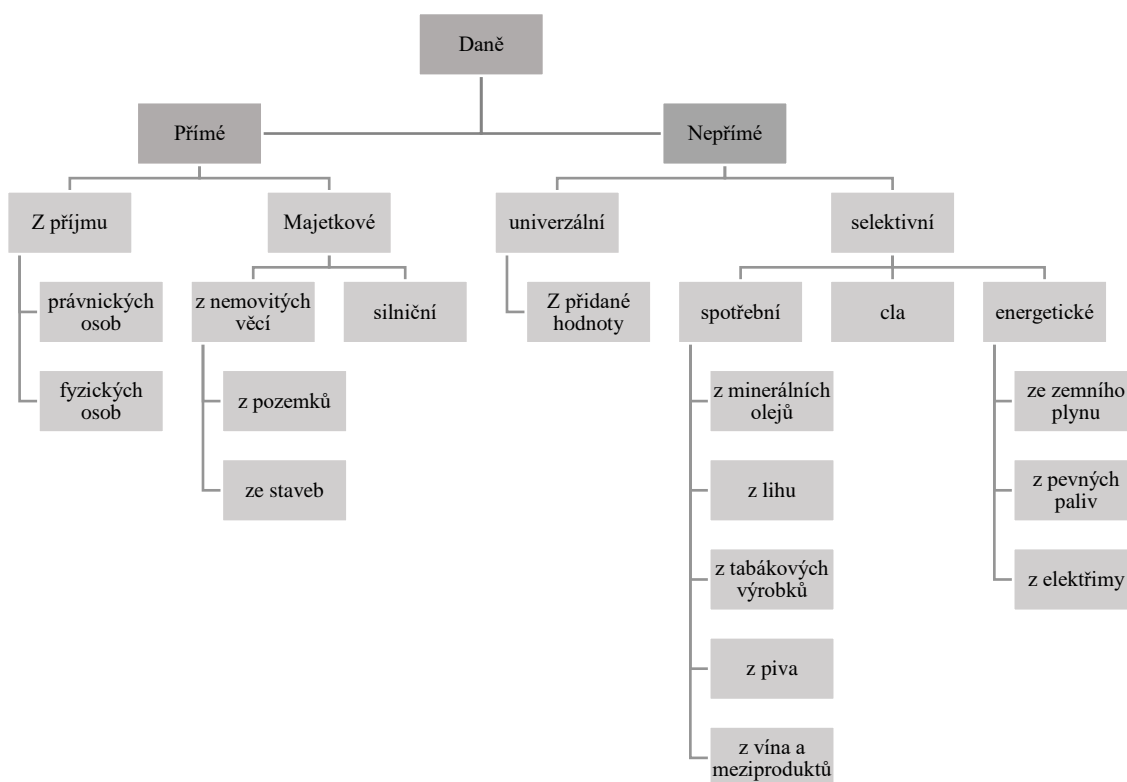 Daně
Přímé
Nepřímé
Z příjmu
Majetkové
univerzální
selektivní
právnických
osob
z nemovitých
věcí
silniční
Z přidané
hodnoty
spotřební
cla
energetické
fyzických
osob
z pozemků
z minerálních
olejů
ze zemního
plynu
ze staveb
z lihu
z pevných
paliv
z tabákových
výrobků
z elektřimy
z piva
z vína a
meziproduktů